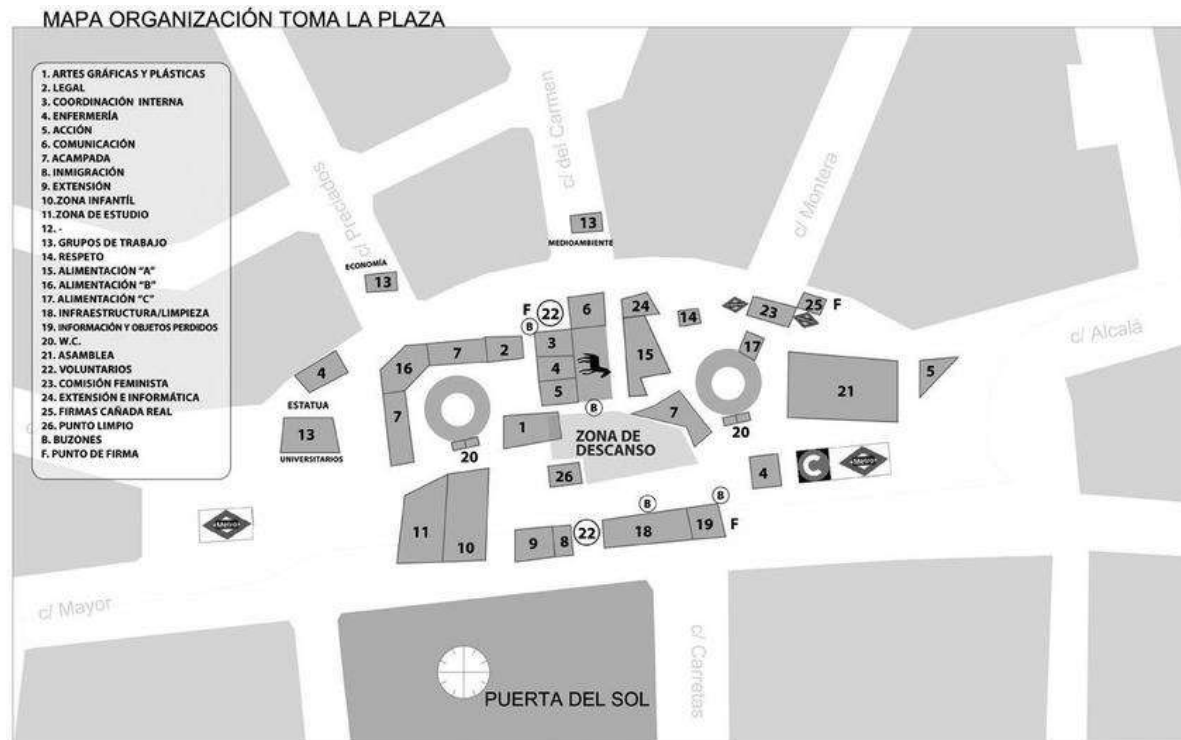 MAPA ORGANIZACIÓN TOMA LA PLAZA
1. ARTES GRÁFICAS Y PLÁSTICAS
2. LEGAL
3. COORDINACIÓN INTERNA
4. ENFERMERÍA
5. ACCIÓN
6. COMUNICACIÓN
7. ACAMPADA
8. INMIGRACIÓN
9. EXTENSIÓN
10.ZONA INFANTÍL
11.ZONA DE ESTUDIO
12. -
13. GRUPOS DE TRABAJO
14. RESPETO
15. ALIMENTACIÓN “A”
16. ALIMENTACIÓN “B”
17. ALIMENTACIÓN “C”
18. INFRAESTRUCTURA/LIMPIEZA
19. INFORMACIÓN Y OBJETOS PERDIDOS
20. W.C.
21. ASAMBLEA
22. VOLUNTARIOS
23. COMISIÓN FEMINISTA
24. EXTENSIÓN E INFORMÁTICA
25. FIRMAS CAÑADA REAL
26. PUNTO LIMPIO
B. BUZONES
F. PUNTO DE FIRMA
c/ Preciados
c/ del Carmen
c/ Montera
c/ Alcalá
13
MEDIOAMBIENTE
ECONOMÍA
13
F
22
B
6
24
14
23
25
F
3
2
7
16
4
15
17
4
5
5
21
ESTATUA
7
1
B
7
20
13
UNIVERSITARIOS
ZONA DE
DESCANSO
20
26
4
C
Metro
Metro
11
10
9
8
22
B
18
B
19
F
c/ Mayor
c/ Carretas
PUERTA DEL SOL